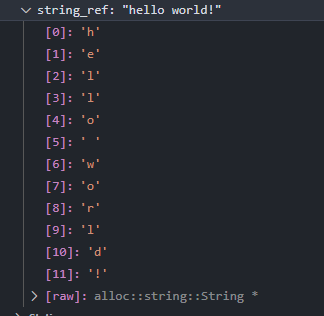 string_ref: "hello world!"
[0]: 'h'
[1]: 'e'
[2]: 'l'
[3]: 'l'
[4]: 'o'
[5]: ' '
[6]: 'w'
[7]: 'o'
[8]: 'r'
[9]: 'l'
[10]: 'd'
[11]: '!'
[raw]: alloc::string::String *